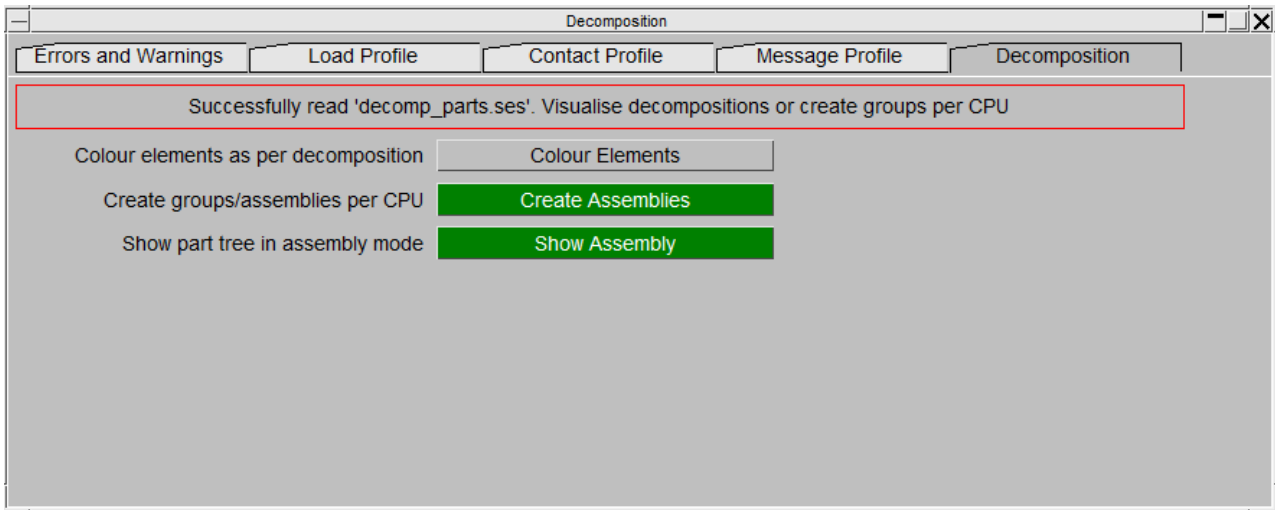 Decomposition
Errors and Warnings Load Profile Contact Profile Message Profile Decomposition
Successfully read 'decomp_parts.ses'. Visualise decompositions or create groups per CPU
Colour elements as per decomposition Colour Elements
Create groups/assemblies per CPU Create Assemblies
Show part tree in assembly mode Show Assembly